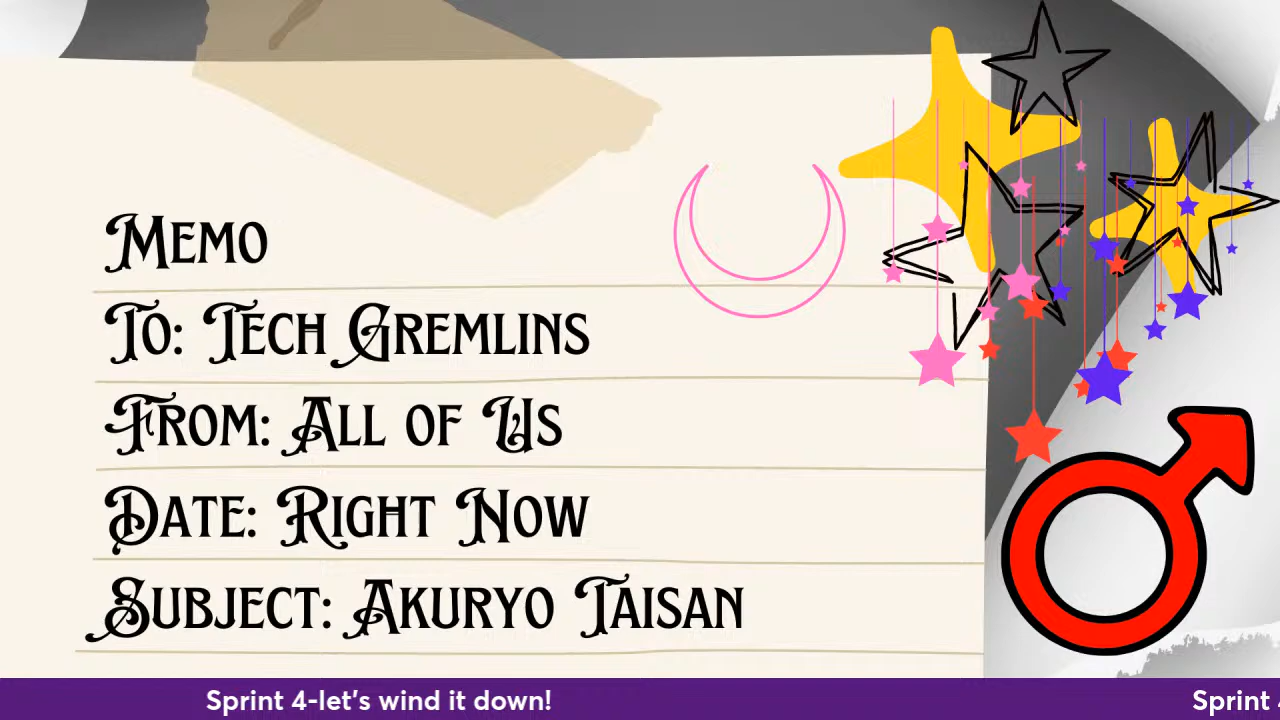 Memo
To: Tech Gremlins
From: All of Us
Date: Right Now
Subject: Akuryo Taisan
Sprint 4-let's wind it down!
Sprint